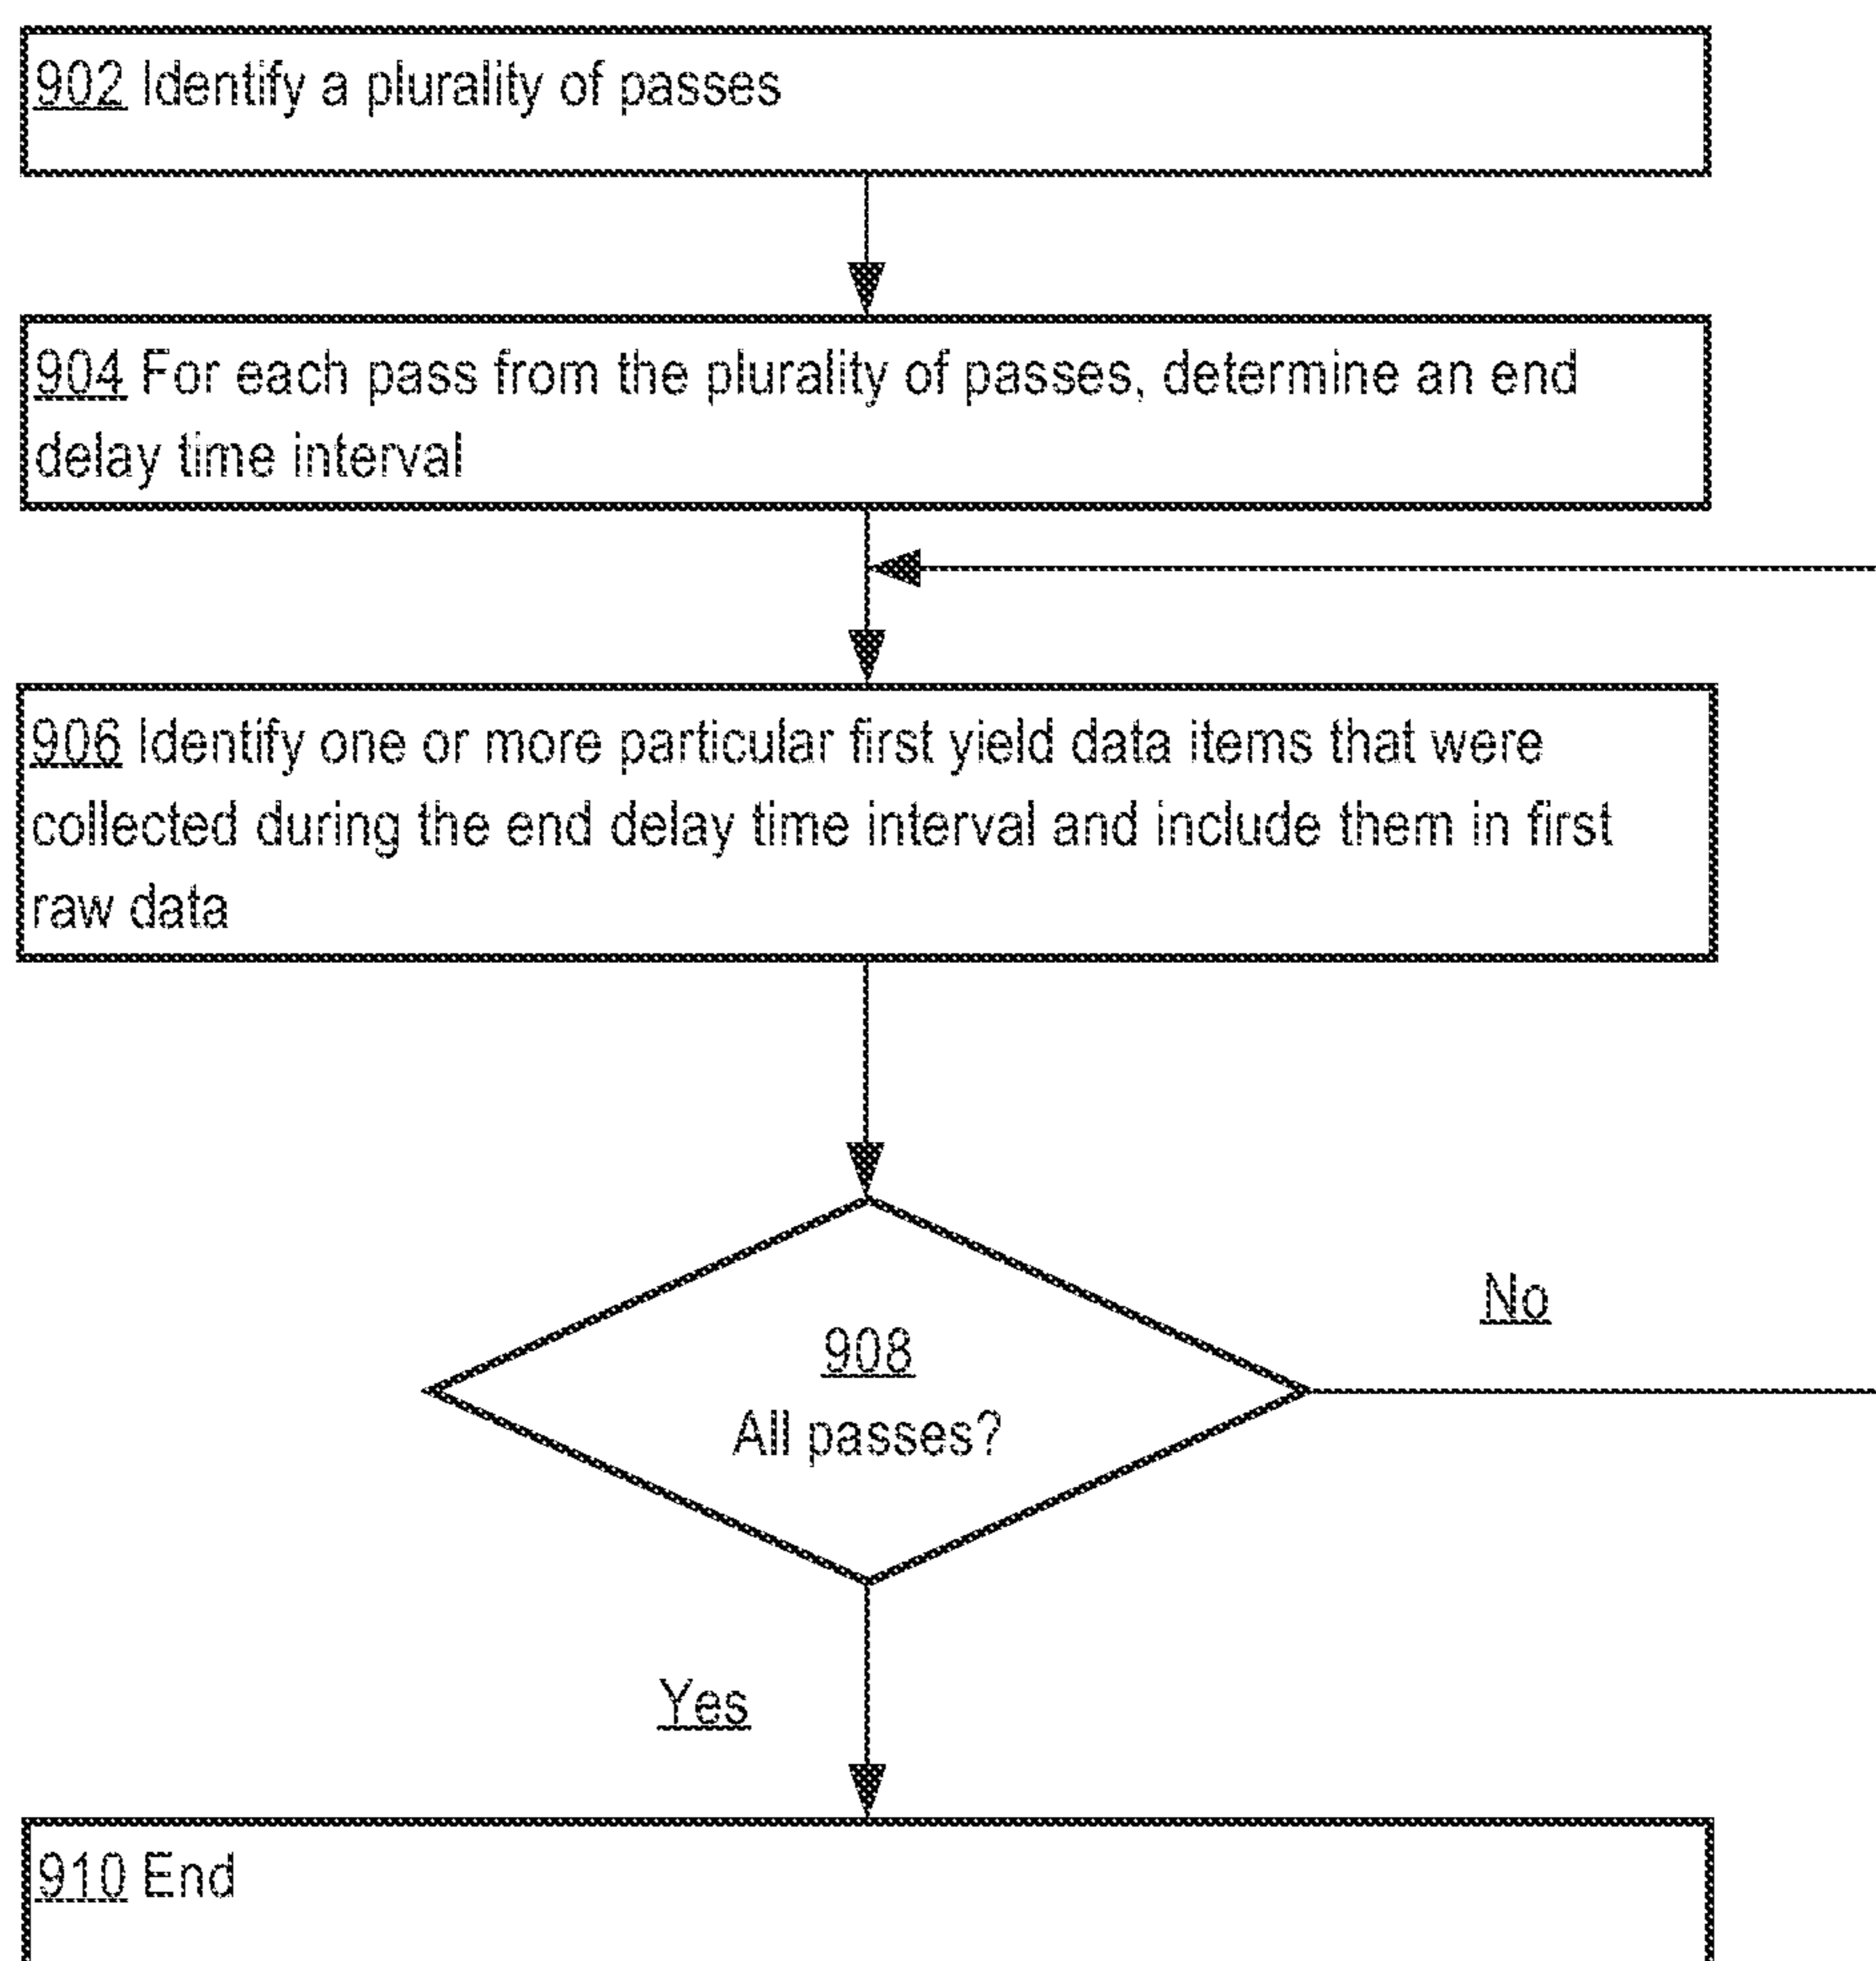 902 Identify a plurality of passes
904 For each pass from the plurality of passes, determine an end
delay time interval
906 Identify one or more particular first yield data items that were
collected during the end delay time interval and include them in first
raw data
908
All passes?
No
Yes
910 End